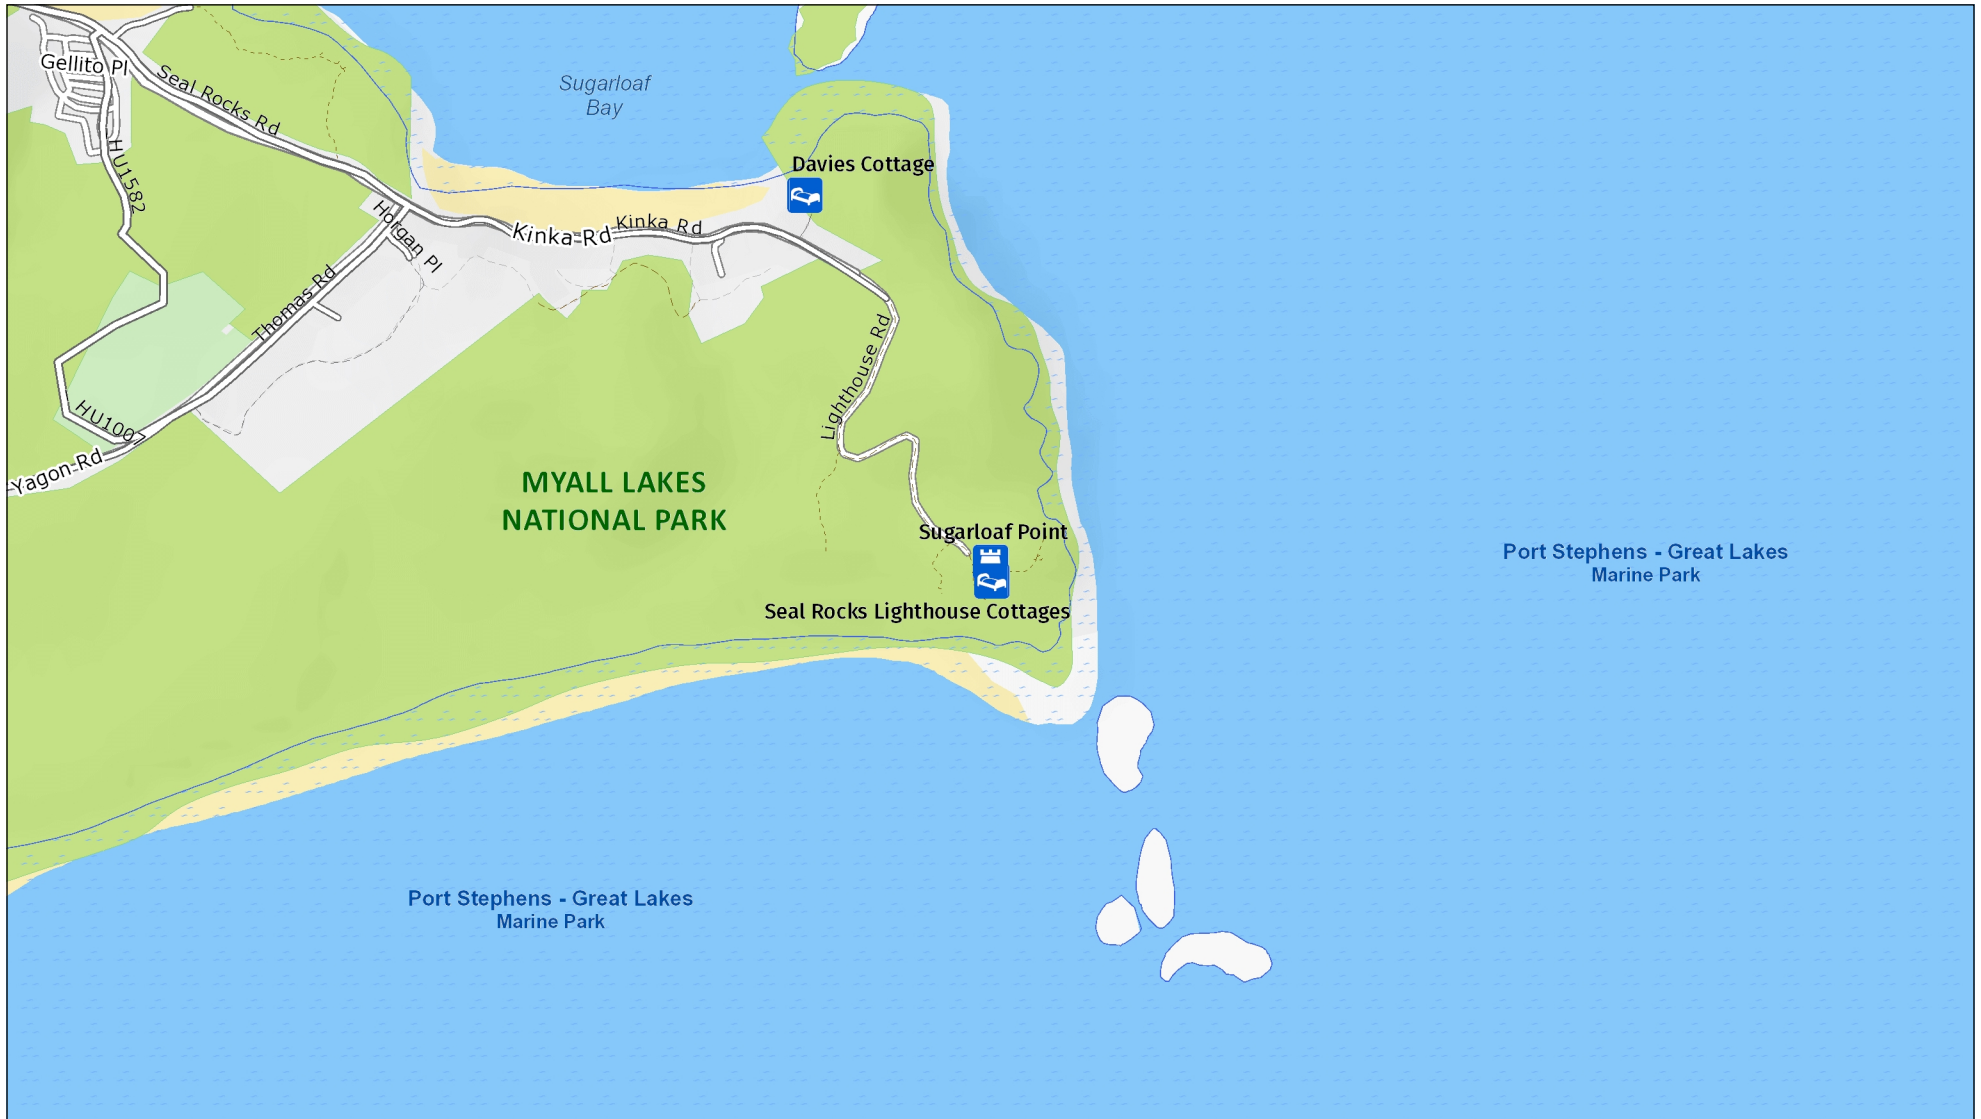 Gellito Pl
Seal Rocks Rd
Sugarloaf
Bay
HU1582
Davies Cottage
Horgan Pl
Kinka Rd
Kinka Rd
Thomas Rd
Lighthouse Rd
HU1007
Yagon Rd
MYALL LAKES
NATIONAL PARK
Sugarloaf Point
Seal Rocks Lighthouse Cottages
Port Stephens - Great Lakes
Marine Park
Port Stephens - Great Lakes
Marine Park